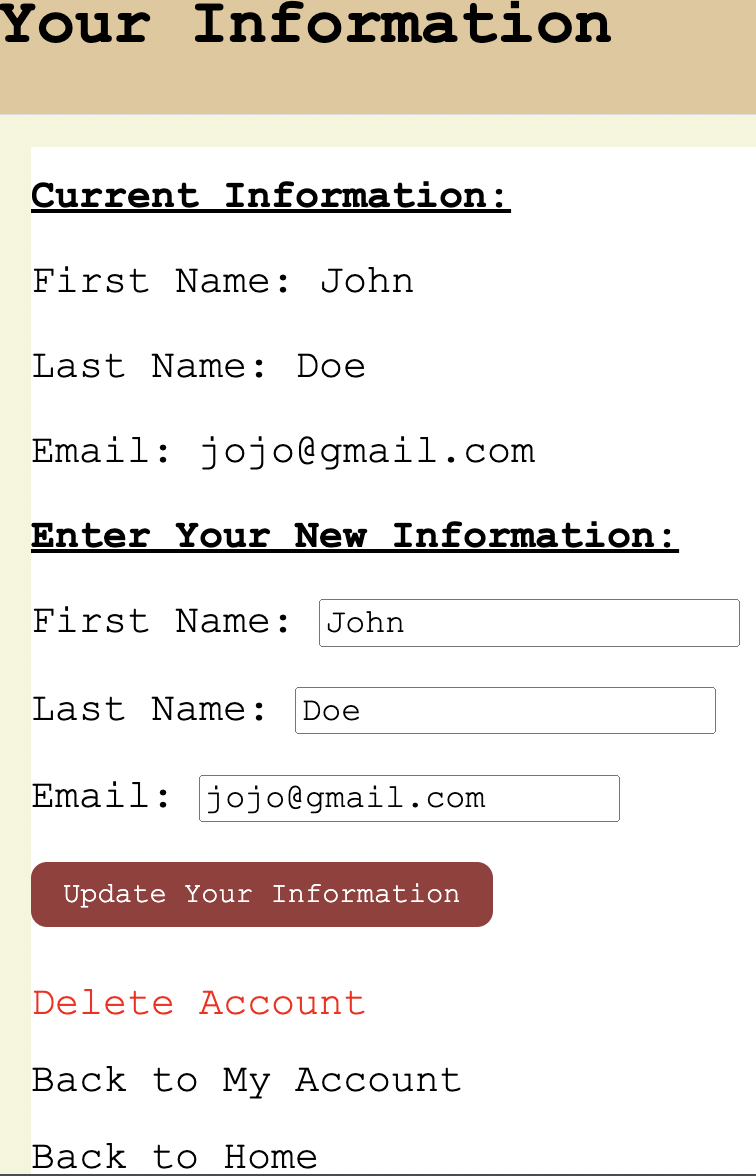 Your Information
Current Information:
First Name: John
Last Name: Doe
Email: jojo@gmail.com
Enter Your New Information:
First Name: John
Last Name: Doe
Email: jojo@gmail.com
Update Your Information
Delete Account
Back to My Account
Back to Home